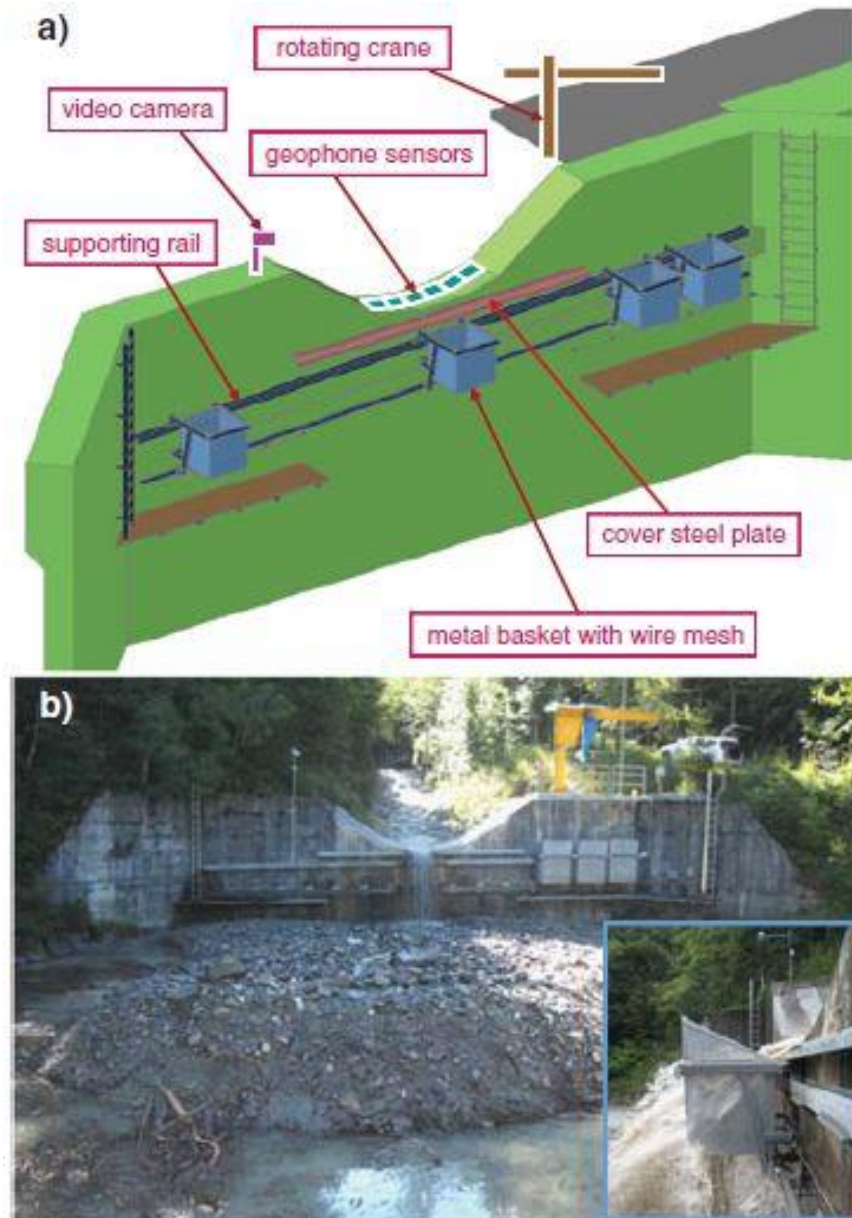 a)
rotating crane
video camera
geophone sensors
supporting rail
cover steel plate
metal basket with wire mesh
b)